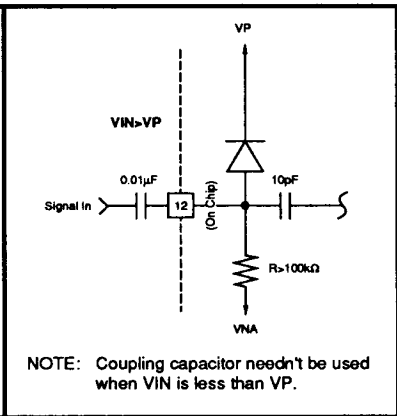 VP
VIN>VP
0.01µF
10pF
Signal In
12
(On Chip)
R>100kΩ
VNA
NOTE: Coupling capacitor needn't be used
when VIN is less than VP.